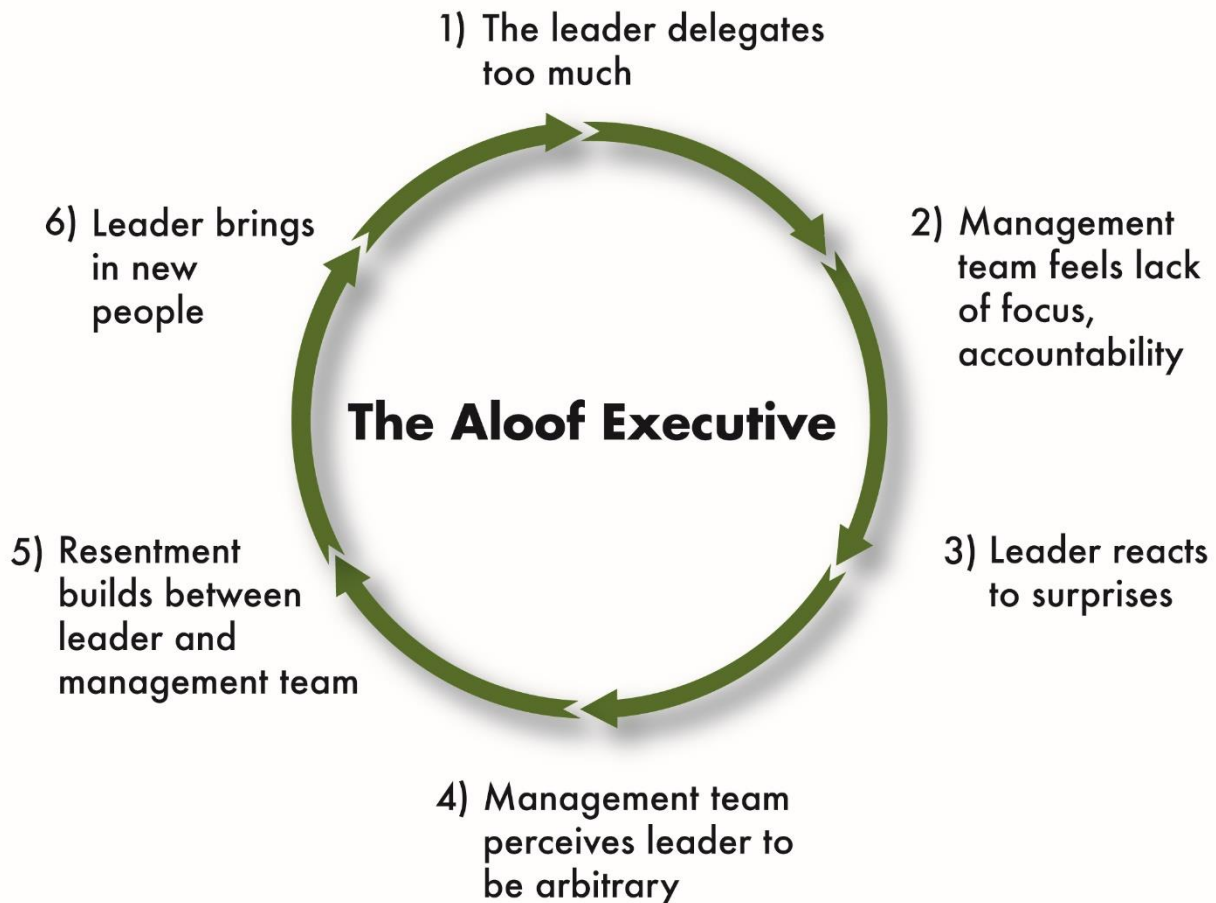 1) The leader delegates
too much
2) Management
team feels lack
of focus,
accountability
3) Leader reacts
to surprises
4) Management team
perceives leader to
be arbitrary
5) Resentment
builds between
leader and
management team
6) Leader brings
in new
people
The Aloof Executive